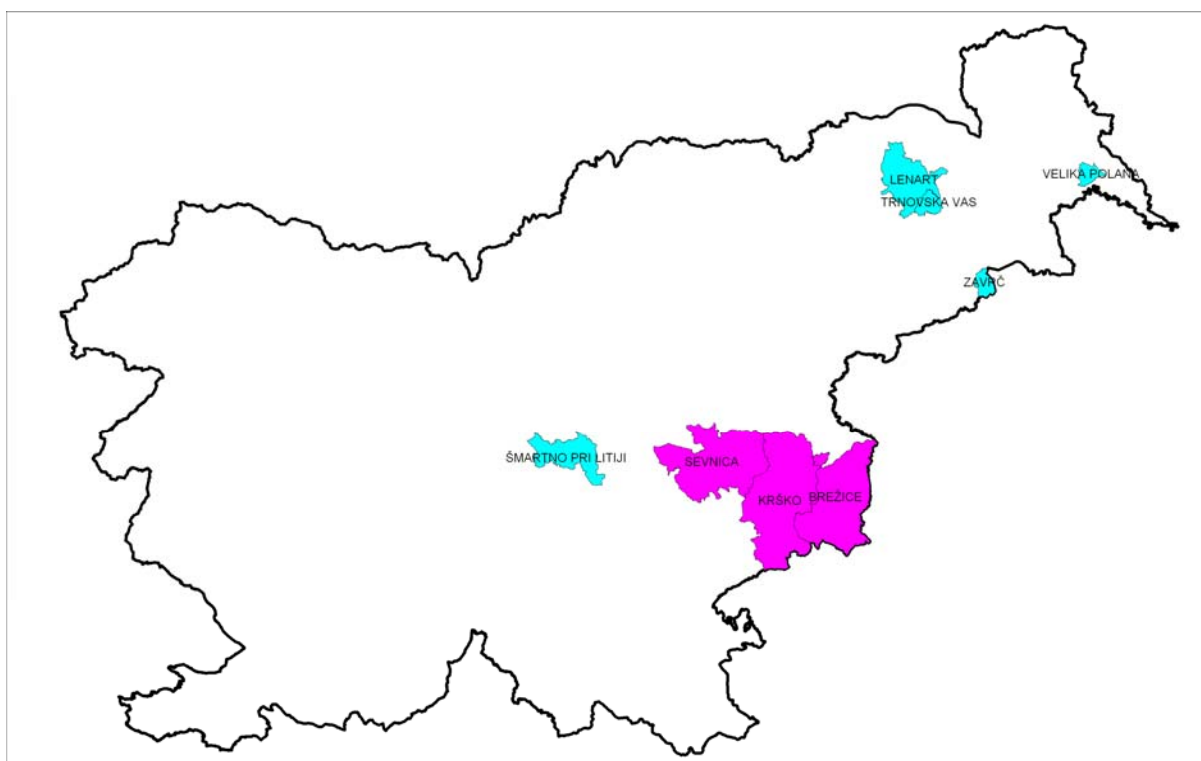 VELIKA POLANA
LENART
TRNOVSKA VAS
ZAVRČ
ŠMARTNO PRI LITIJI
SEVNICA
KRŠKO
BREŽICE